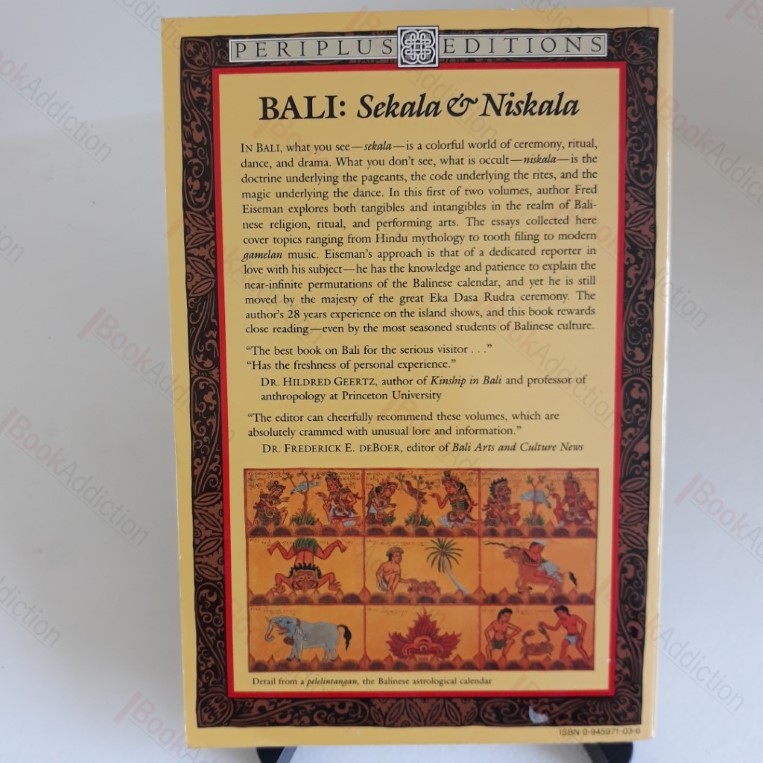 PERIPLUS EDITIONS
BALI: Sekala & Niskala
IN BALI, what you see—sekala—is a colorful world of ceremony, ritual,
dance, and drama. What you don't see, what is occult—niskala—is the
doctrine underlying the pageants, the code underlying the rites, and the
magic underlying the dance. In this first of two volumes, author Fred
Eiseman explores both tangibles and intangibles in the realm of Bali-
nese religion, ritual, and performing arts. The essays collected here
cover topics ranging from Hindu mythology to tooth filing to modern
gamelan music. Eiseman's approach is that of a dedicated reporter in
love with his subject—he has the knowledge and patience to explain the
near-infinite permutations of the Balinese calendar, and yet he is still
moved by the majesty of the great Eka Dasa Rudra ceremony. The
author's 28 years experience on the island shows, and this book rewards
close reading—even by the most seasoned students of Balinese culture.
"The best book on Bali for the serious visitor . . ."
"Has the freshness of personal experience."
DR. HILDRED GEERTZ, author of Kinship in Bali and professor of
anthropology at Princeton University
"The editor can cheerfully recommend these volumes, which are
absolutely crammed with unusual lore and information."
DR. FREDERICK E. DEBOER, editor of Bali Arts and Culture News
Detail from a pelelintangan, the Balinese astrological calendar
ISBN 0-945971-03-6
BookAddiction